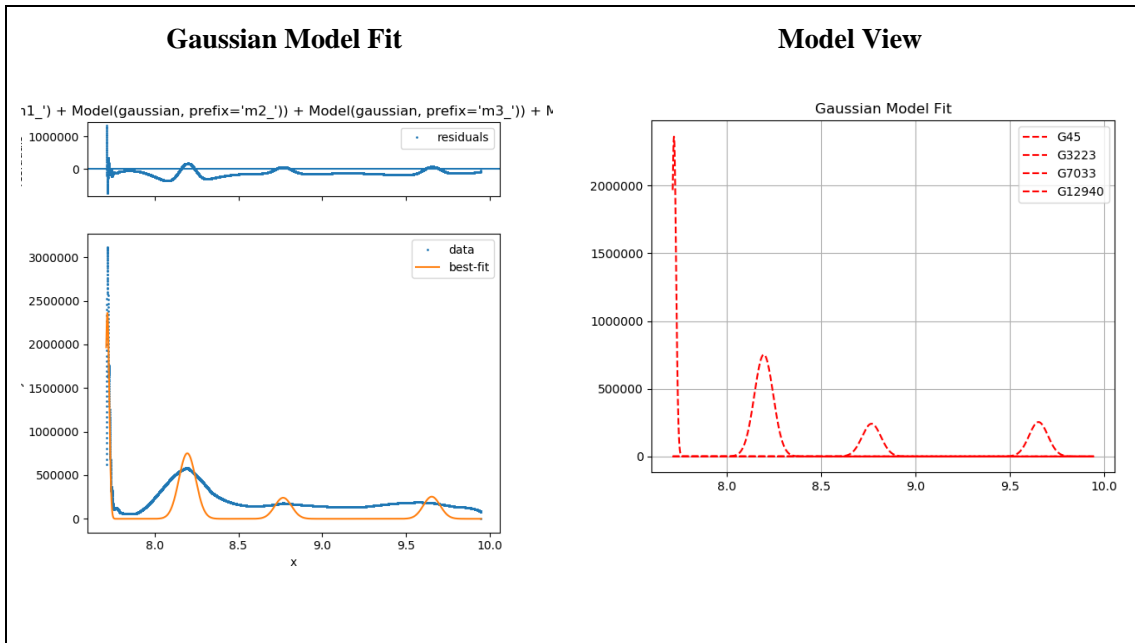 Gaussian Model Fit
Model View
n1_') + Model(gaussian, prefix='m2_')) + Model(gaussian, prefix='m3_')) +
1000000
0
residuals
3000000
2500000
2000000
1500000
1000000
500000
0
data
best-fit
8.0 8.5 9.0 9.5 10.0
x
Gaussian Model Fit
2000000
1500000
1000000
500000
0
G45
G3223
G7033
G12940
8.0 8.5 9.0 9.5 10.0